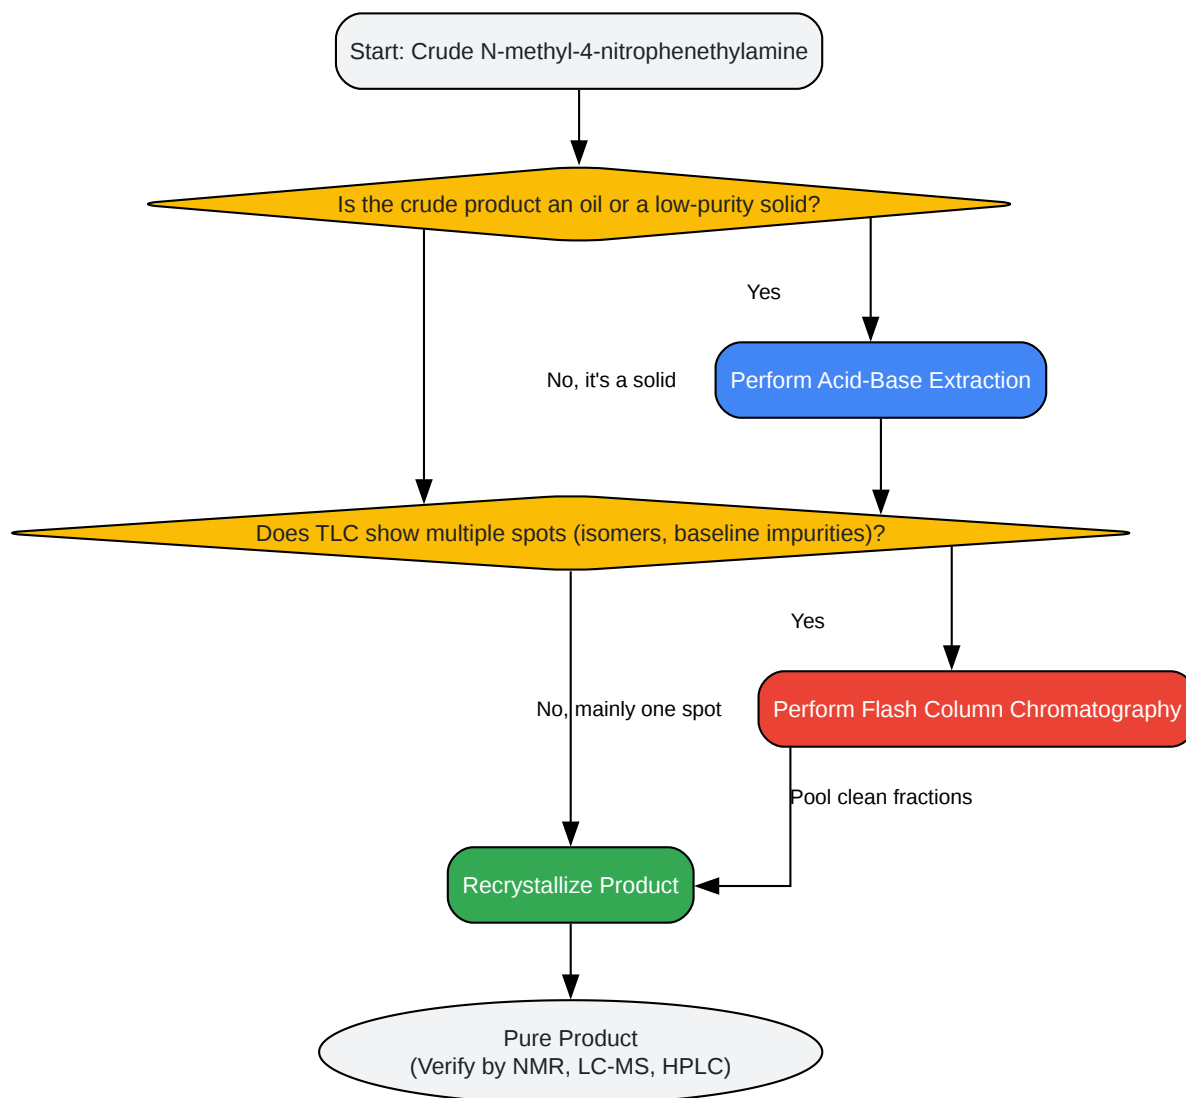 Start: Crude N-methyl-4-nitrophenethylamine
Is the crude product an oil or a low-purity solid?
Yes
No, it's a solid
Perform Acid-Base Extraction
Does TLC show multiple spots (isomers, baseline impurities)?
Yes
No, mainly one spot
Perform Flash Column Chromatography
Pool clean fractions
Recrystallize Product
Pure Product
(Verify by NMR, LC-MS, HPLC)